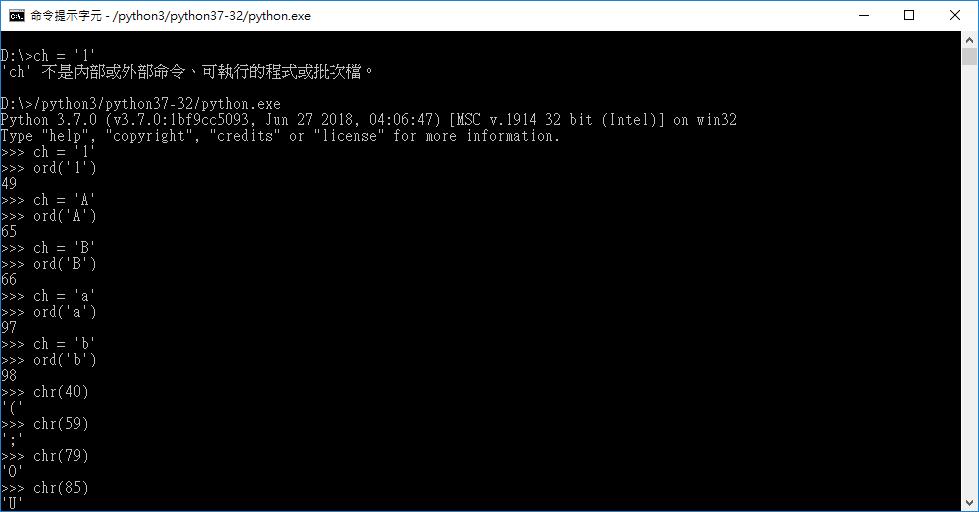 命令提示字元 - /python3/python37-32/python.exe
D:\>ch = '1'
'ch' 不是內部或外部命令、可執行的程式或批次檔。
D:\>/python3/python37-32/python.exe
Python 3.7.0 (v3.7.0:1bf9cc5093, Jun 27 2018, 04:06:47) [MSC v.1914 32 bit (Intel)] on win32
Type "help", "copyright", "credits" or "license" for more information.
>>> ch = '1'
>>> ord('1')
49
>>> ch = 'A'
>>> ord('A')
65
>>> ch = 'B'
>>> ord('B')
66
>>> ch = 'a'
>>> ord('a')
97
>>> ch = 'b'
>>> ord('b')
98
>>> chr(40)
'('
>>> chr(59)
';'
>>> chr(79)
'O'
>>> chr(85)
'U'